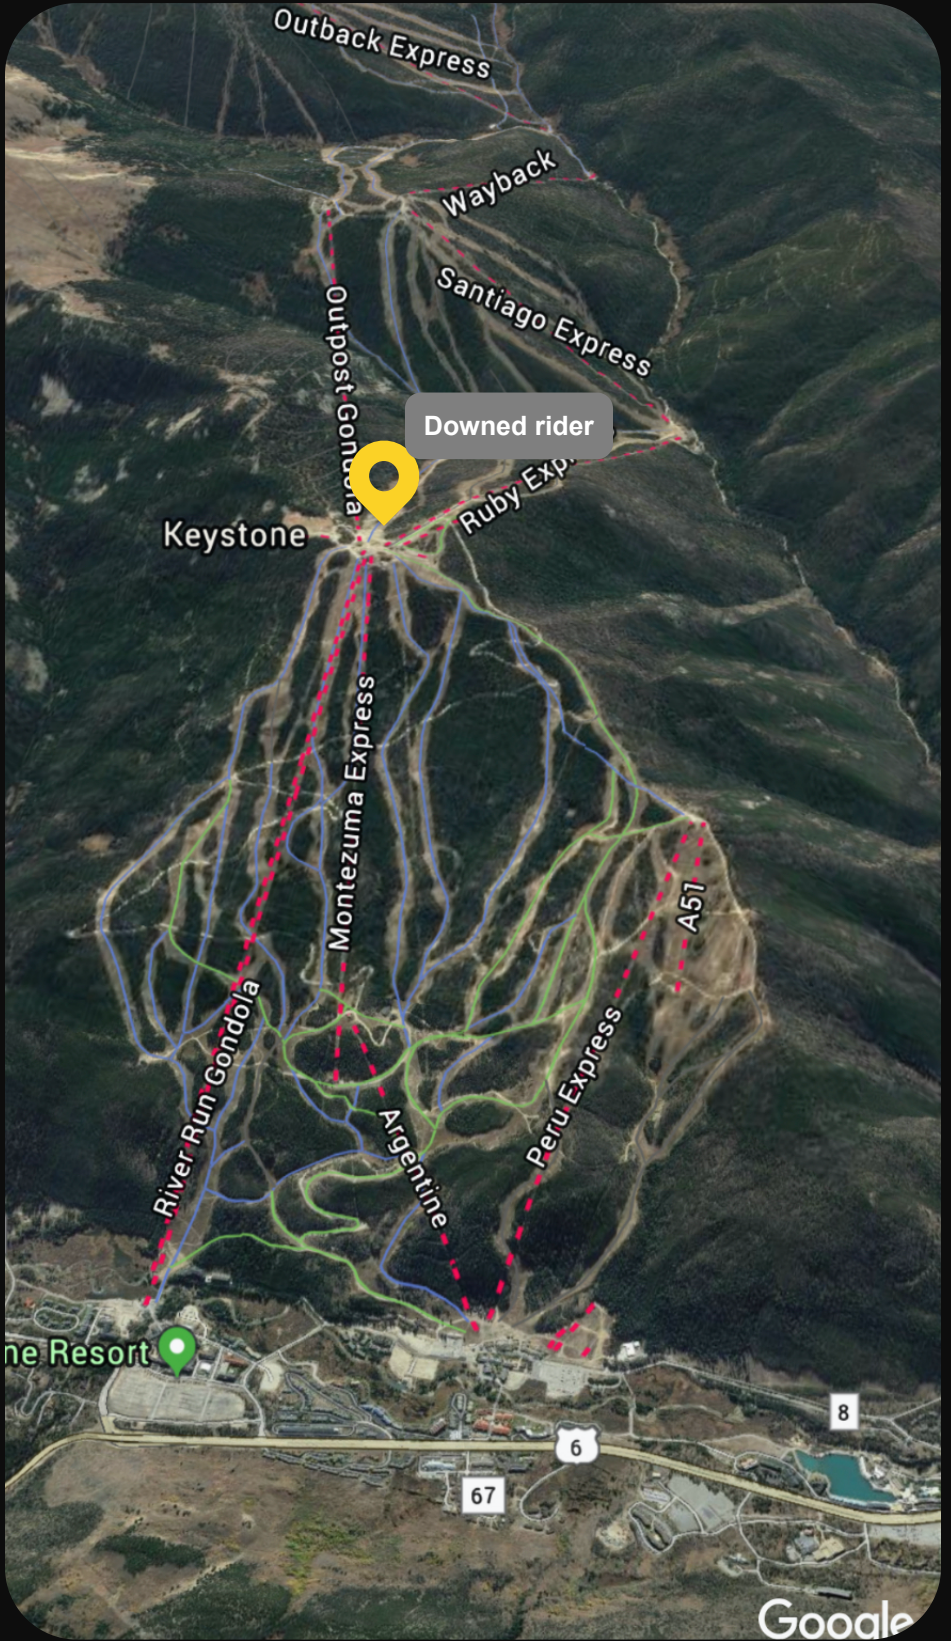 Outback Express
Wayback
Santiago Express
Outpost Gondola
Downed rider
Ruby Exp
Keystone
Montezuma Express
A51
River Run Gondola
Peru Express
Argentine
ne Resort
8
6
67
Google